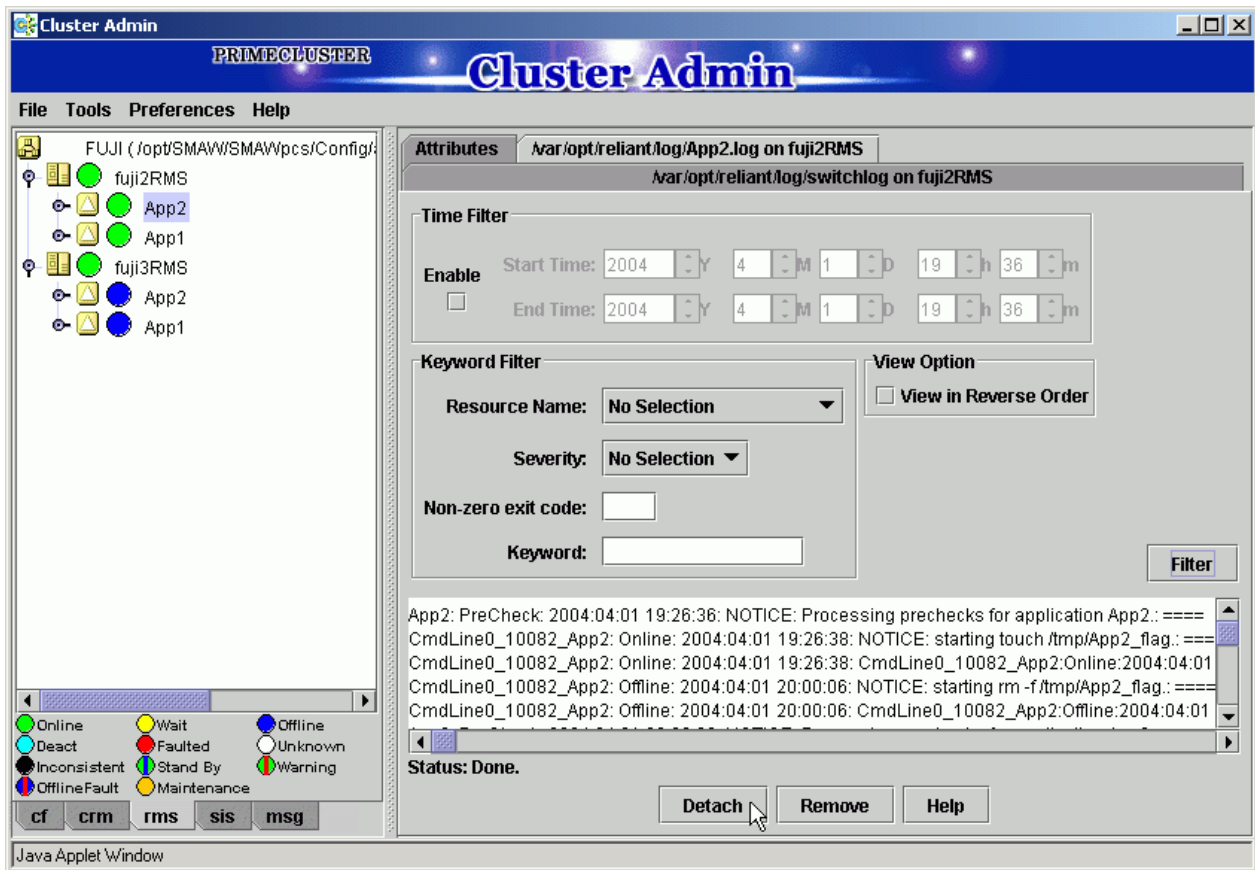 Cluster Admin
PRIMECLUSTER
Cluster Admin
File Tools Preferences Help
FUJI (/opt/SMAW/SMAWpcs/Config/
fuji2RMS
App2
App1
fuji3RMS
App2
App1
Online Wait Offline
Deact Faulted Unknown
Inconsistent Stand By Warning
OfflineFault Maintenance
cf crm rms sis msg
Attributes /var/opt/reliant/log/App2.log on fuji2RMS
/var/opt/reliant/log/switchlog on fuji2RMS
Time Filter
Enable
Start Time: 2004 Y 4 M 1 D 19 h 36 m
End Time: 2004 Y 4 M 1 D 19 h 36 m
Keyword Filter
Resource Name: No Selection
Severity: No Selection
Non-zero exit code:
Keyword:
View Option
View in Reverse Order
Filter
App2: PreCheck: 2004:04:01 19:26:36: NOTICE: Processing prechecks for application App2.: ====
CmdLine0_10082_App2: Online: 2004:04:01 19:26:38: NOTICE: starting touch /tmp/App2_flag.: ===
CmdLine0_10082_App2: Online: 2004:04:01 19:26:38: CmdLine0_10082_App2:Online:2004:04:01
CmdLine0_10082_App2: Offline: 2004:04:01 20:00:06: NOTICE: starting rm -f /tmp/App2_flag.: ====
CmdLine0_10082_App2: Offline: 2004:04:01 20:00:06: CmdLine0_10082_App2:Offline:2004:04:01
Status: Done.
Detach Remove Help
Java Applet Window